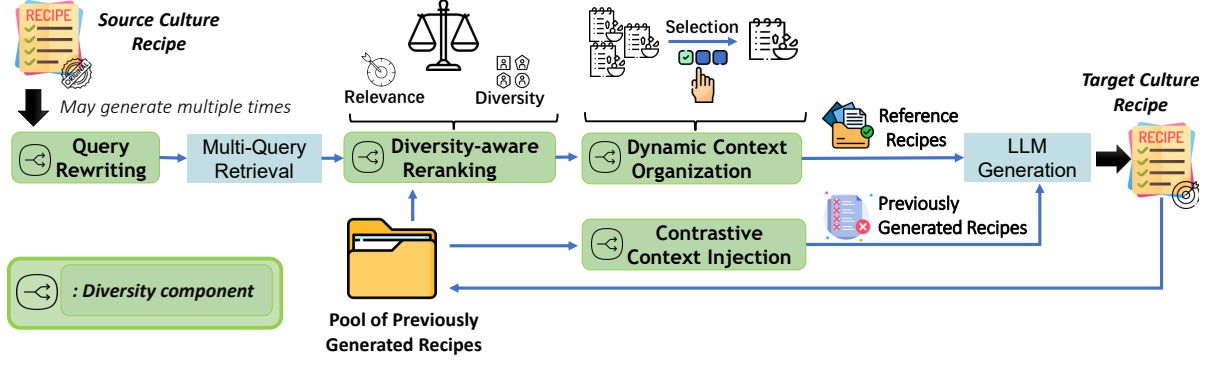 RECIPE
Source Culture
Recipe
May generate multiple times
Relevance
Diversity
Selection
Target Culture
Recipe
RECIPE
Query
Rewriting
Multi-Query
Retrieval
Diversity-aware
Reranking
Dynamic Context
Organization
Reference
Recipes
LLM
Generation
Contrastive
Context Injection
Previously
Generated Recipes
: Diversity component
Pool of Previously
Generated Recipes